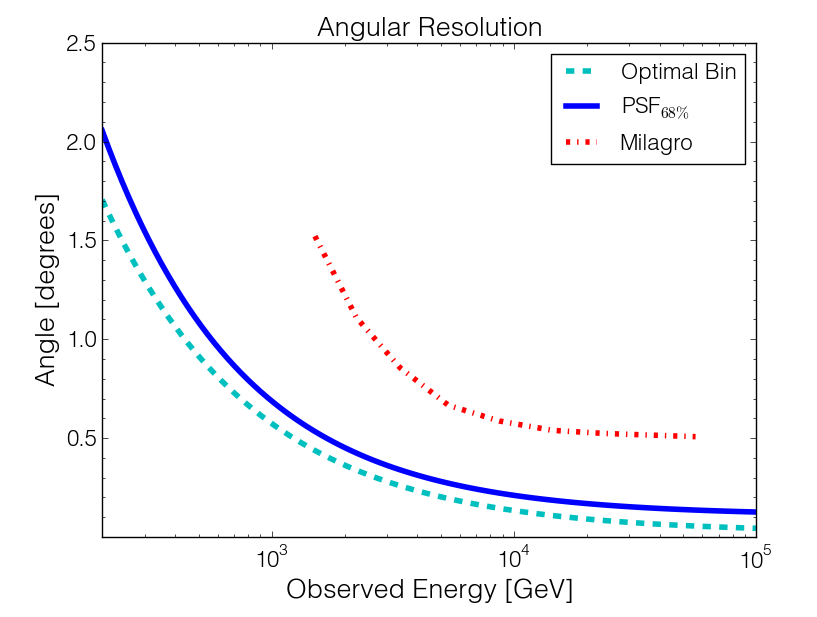 Angular Resolution
2.5
2.0
1.5
1.0
0.5
Angle [degrees]
Optimal Bin
PSF₆₈%
Milagro
10³
10⁴
10⁵
Observed Energy [GeV]